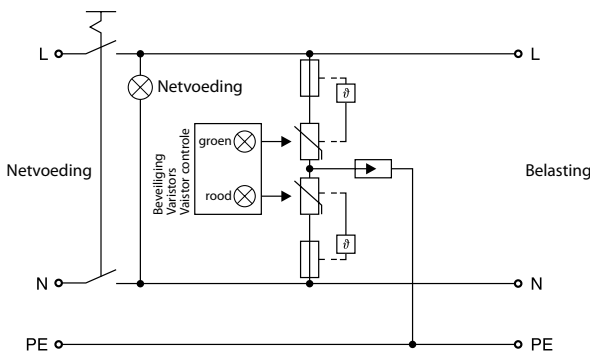 L
L
Netvoeding
ϑ
groen
Beveiliging
Varistors
Vaistor controle
Netvoeding
Belasting
rood
ϑ
N
N
PE
PE